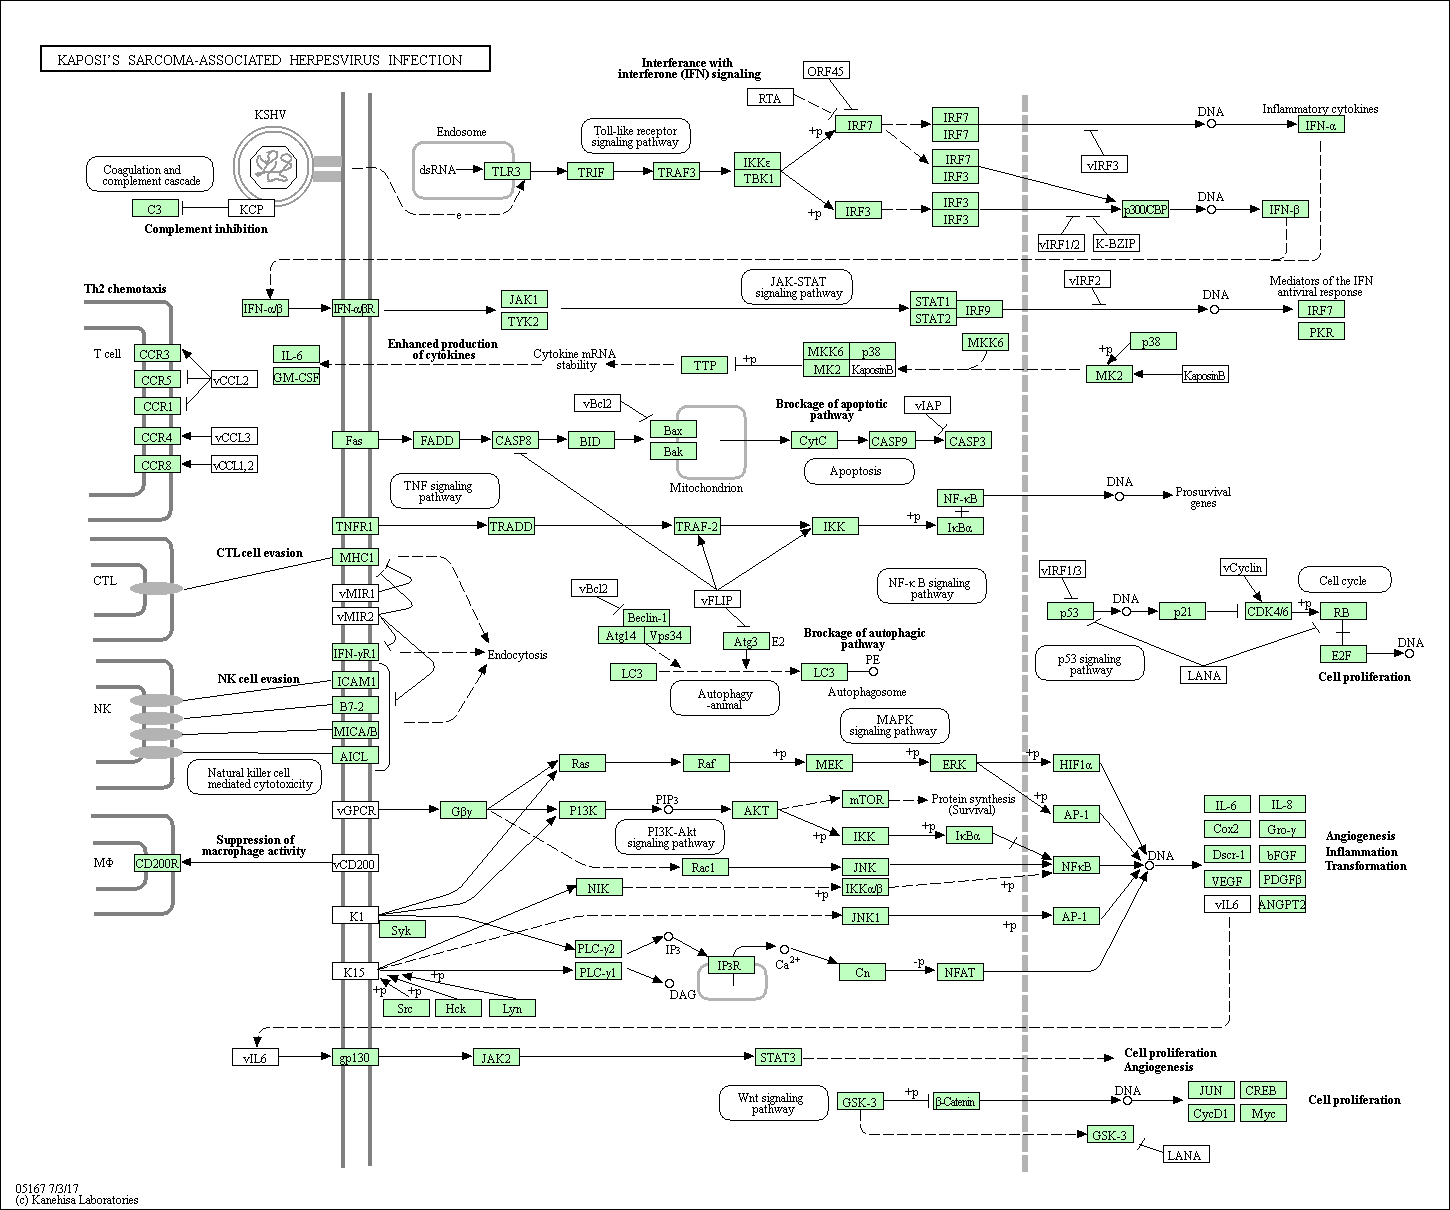 KAPOSI'S SARCOMA-ASSOCIATED HERPESVIRUS INFECTION
Interferance with
interferone (IFN) signaling
ORF45
RTA
KSHV
Endosome
Toll-like receptor
signaling pathway
dsRNA
TLR3
TRIF
TRAF3
IKKε
TBK1
+p
IRF7
IRF7
IRF7
IRF7
IRF3
+p
IRF3
IRF3
IRF3
DNA
vIRF3
Inflammatory cytokines
IFN-α
Coagulation and
complement cascade
C3
KCP
Complement inhibition
e
p300/CBP
DNA
IFN-β
vIRF1/2
K-BZIP
Th2 chemotaxis
IFN-α/β
IFN-α/βR
JAK1
TYK2
JAK-STAT
signaling pathway
STAT1
STAT2
IRF9
vIRF2
DNA
Mediators of the IFN
antiviral response
IRF7
PKR
T cell
CCR3
CCR5
CCR1
CCR4
CCR8
vCCL2
vCCL3
vCCL1,2
IL-6
GM-CSF
Enhanced production
of cytokines
Cytokine mRNA
stability
TTP
+p
MKK6
p38
MK2
KaposinB
MKK6
+p
p38
MK2
KaposinB
vBcl2
Brockage of apoptotic
pathway
vIAP
Fas
FADD
CASP8
BID
Bax
Bak
Mitochondrion
CytC
CASP9
CASP3
Apoptosis
TNF signaling
pathway
TNFR1
TRADD
TRAF-2
IKK
+p
NF-κB
IκBα
DNA
Prosurvival
genes
CTL
CTL cell evasion
MHC1
vMIR1
vMIR2
IFN-γR1
Endocytosis
vBcl2
Beclin-1
Atg14
Vps34
vFLIP
Atg3
E2
NF-κ B signaling
pathway
Brockage of autophagic
pathway
LC3
LC3
PE
Autophagosome
Autophagy
-animal
vIRF1/3
p53
DNA
p21
vCyclin
CDK4/6
+p
Cell cycle
RB
E2F
DNA
Cell proliferation
LANA
p53 signaling
pathway
NK
NK cell evasion
ICAM1
B7-2
MICA/B
AICL
Natural killer cell
mediated cytotoxicity
MAPK
signaling pathway
Ras
Raf
+p
MEK
+p
ERK
+p
HIF1α
vGPCR
Gβγ
P13K
PIP3
AKT
mTOR
Protein synthesis
(Survival)
+p
AP-1
PI3K-Akt
signaling pathway
+p
IKK
+p
IκBα
MΦ
CD200R
Suppression of
macrophage activity
vCD200
Rac1
JNK
NFκB
DNA
NIK
+p
IKKα/β
+p
K1
Syk
JNK1
+p
AP-1
K15
PLC-γ2
PLC-γ1
IP3
DAG
IP3R
Ca2+
Cn
-p
NFAT
+p
+p
+p
Src
Hck
Lyn
IL-6
IL-8
Cox2
Gro-γ
Dscr-1
bFGF
VEGF
PDGFβ
vIL6
ANGPT2
Angiogenesis
Inflammation
Transformation
vIL6
gp130
JAK2
STAT3
Cell proliferation
Angiogenesis
Wnt signaling
pathway
GSK-3
+p
β-Catenin
DNA
JUN
CREB
CycD1
Myc
Cell proliferation
GSK-3
LANA
05167 7/3/17
(c) Kanehisa Laboratories